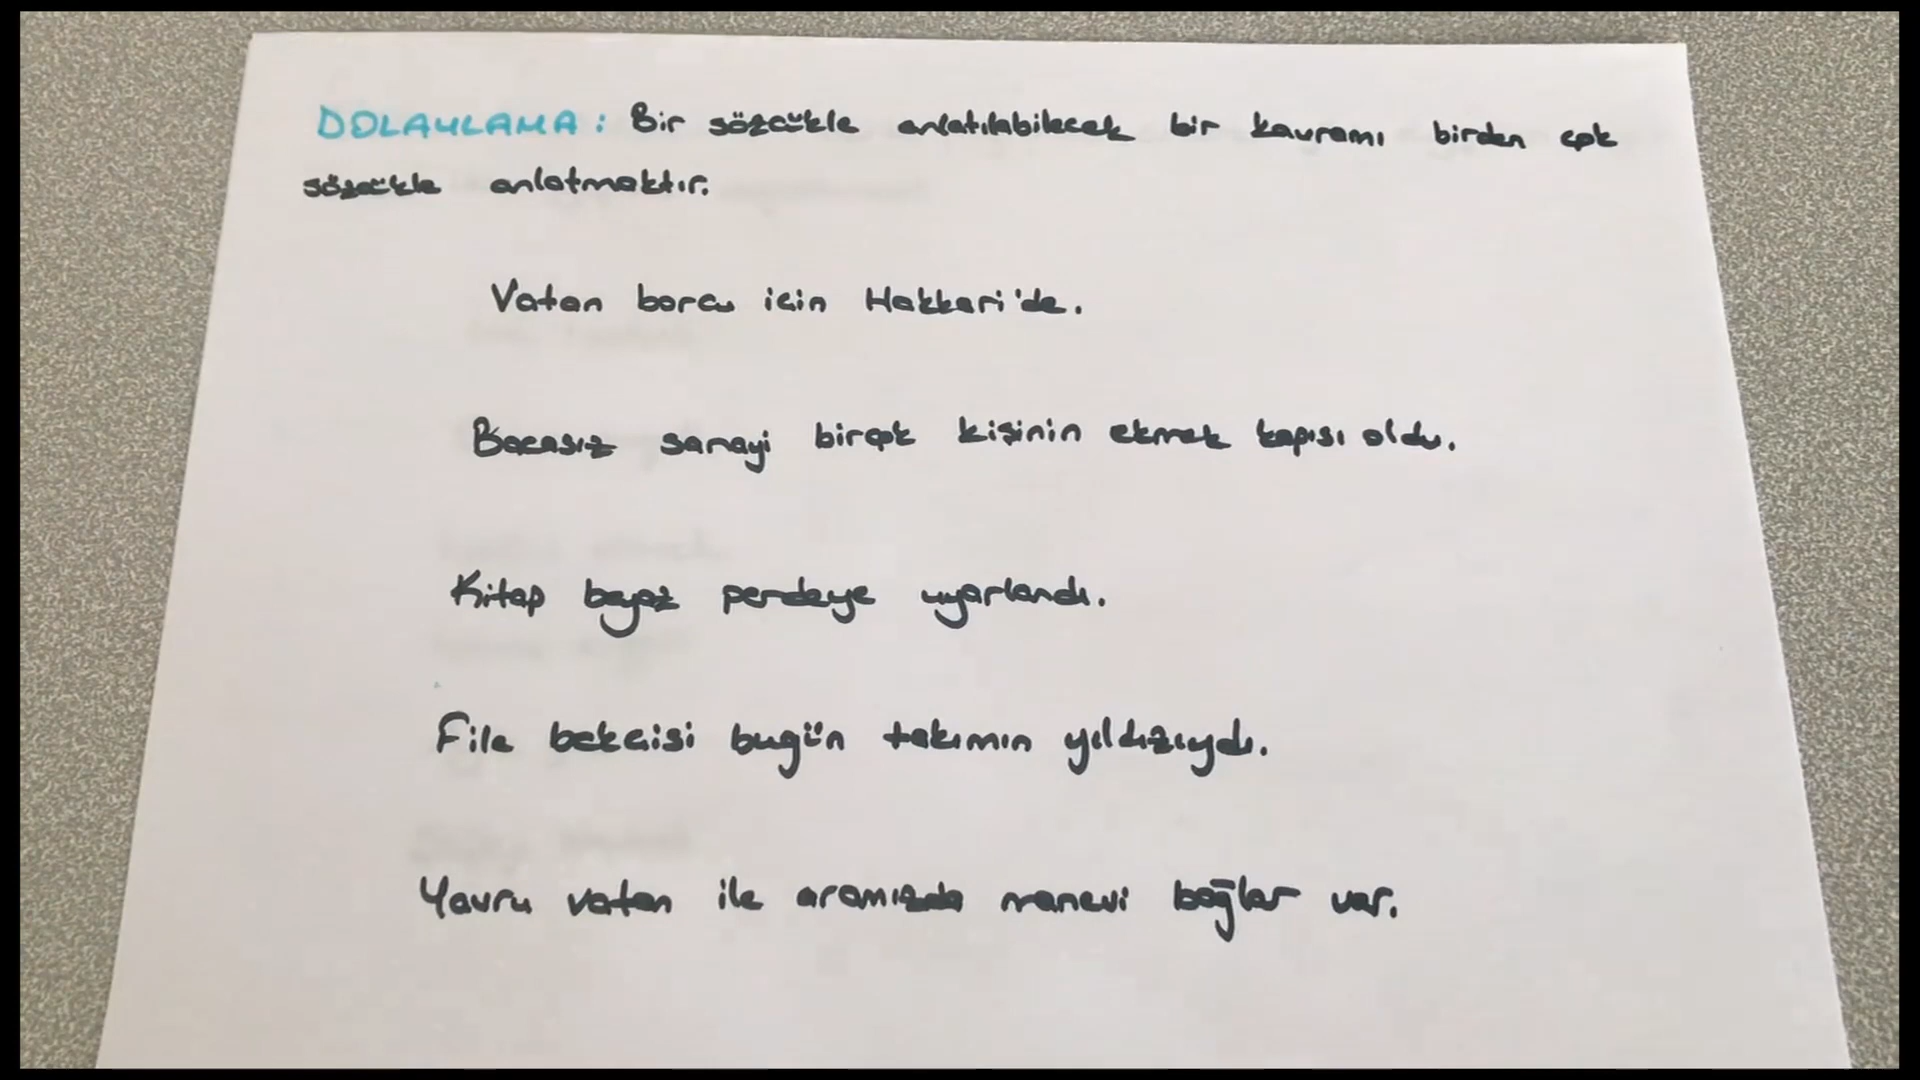 DOLAYLAMA: Bir sözcükle anlatılabilecek bir kavramı birden çok
sözcükle anlatmaktır.
Vatan borcu için Hakkari'de.
Bacasız sanayi birçok kişinin ekmek kapısı oldu.
Kitap beyaz perdeye uyarlandı.
File bekçisi bugün takımın yıldızıydı.
Yavru vatan ile aramızda manevi bağlar var.